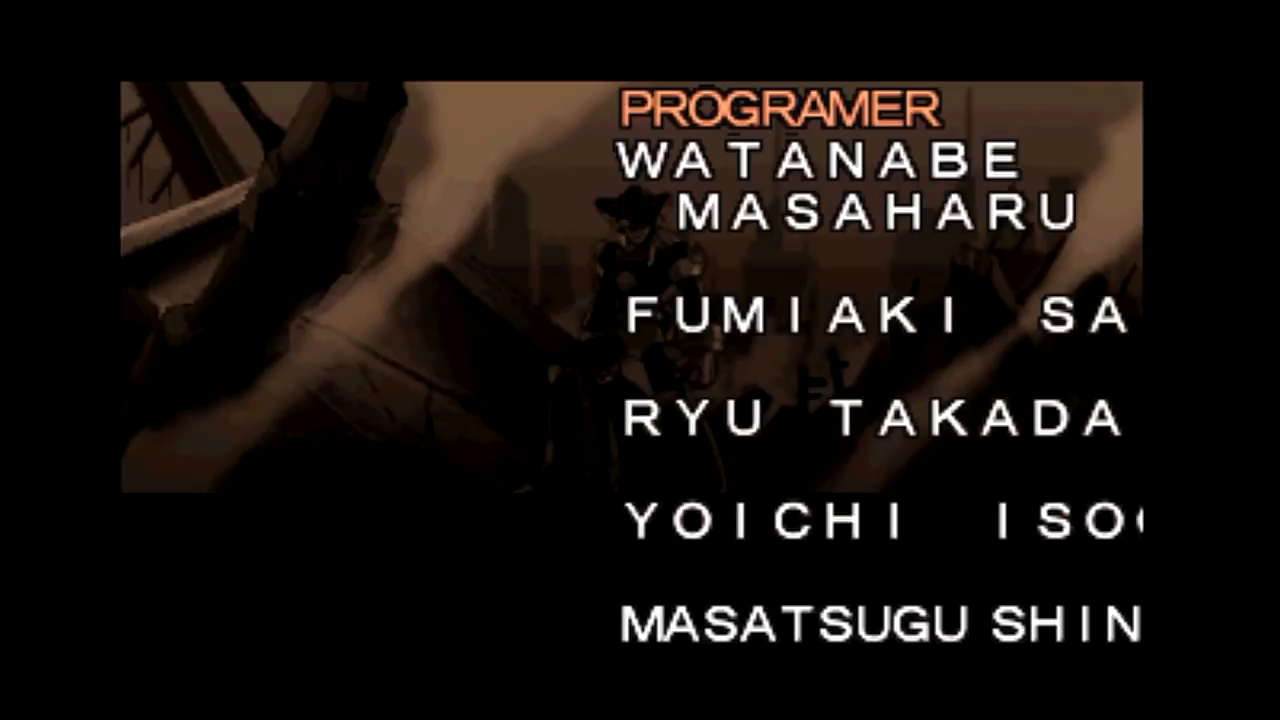 PROGRAMER
WATANABE
MASAHARU
FUMIAKI SA
RYU TAKADA
YOICHI ISO
MASATSUGU SHIN